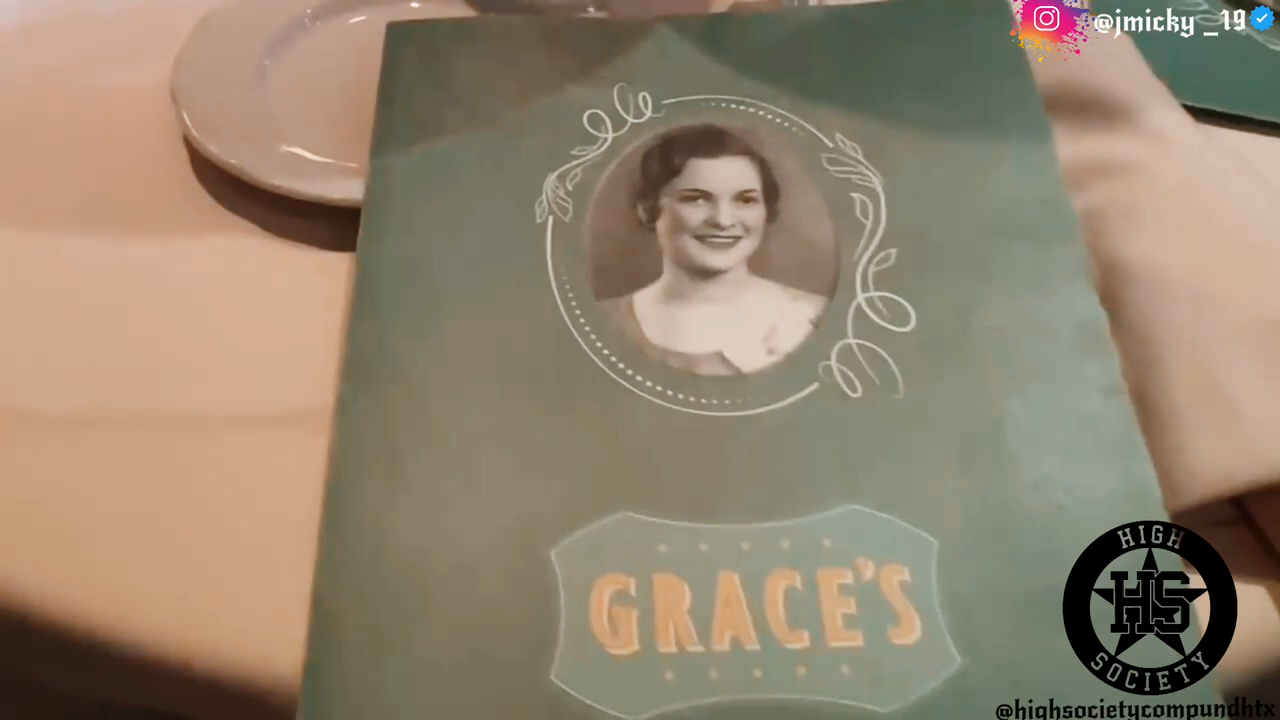 @jmicky_19
GRACE'S
HIGH
HS
SOCIETY
@highsocietycompundhtx